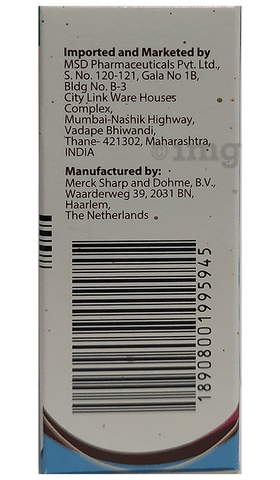 Imported and Marketed by
MSD Pharmaceuticals Pvt. Ltd.,
S. No. 120-121, Gala No 1B,
Bldg No. B-3
City Link Ware Houses
Complex,
Mumbai-Nashik Highway,
Vadape Bhiwandi,
Thane- 421302, Maharashtra,
INDIA
Manufactured by:
Merck Sharp and Dohme, B.V.,
Waarderweg 39, 2031 BN,
Haarlem,
The Netherlands
1mg
18908001995945